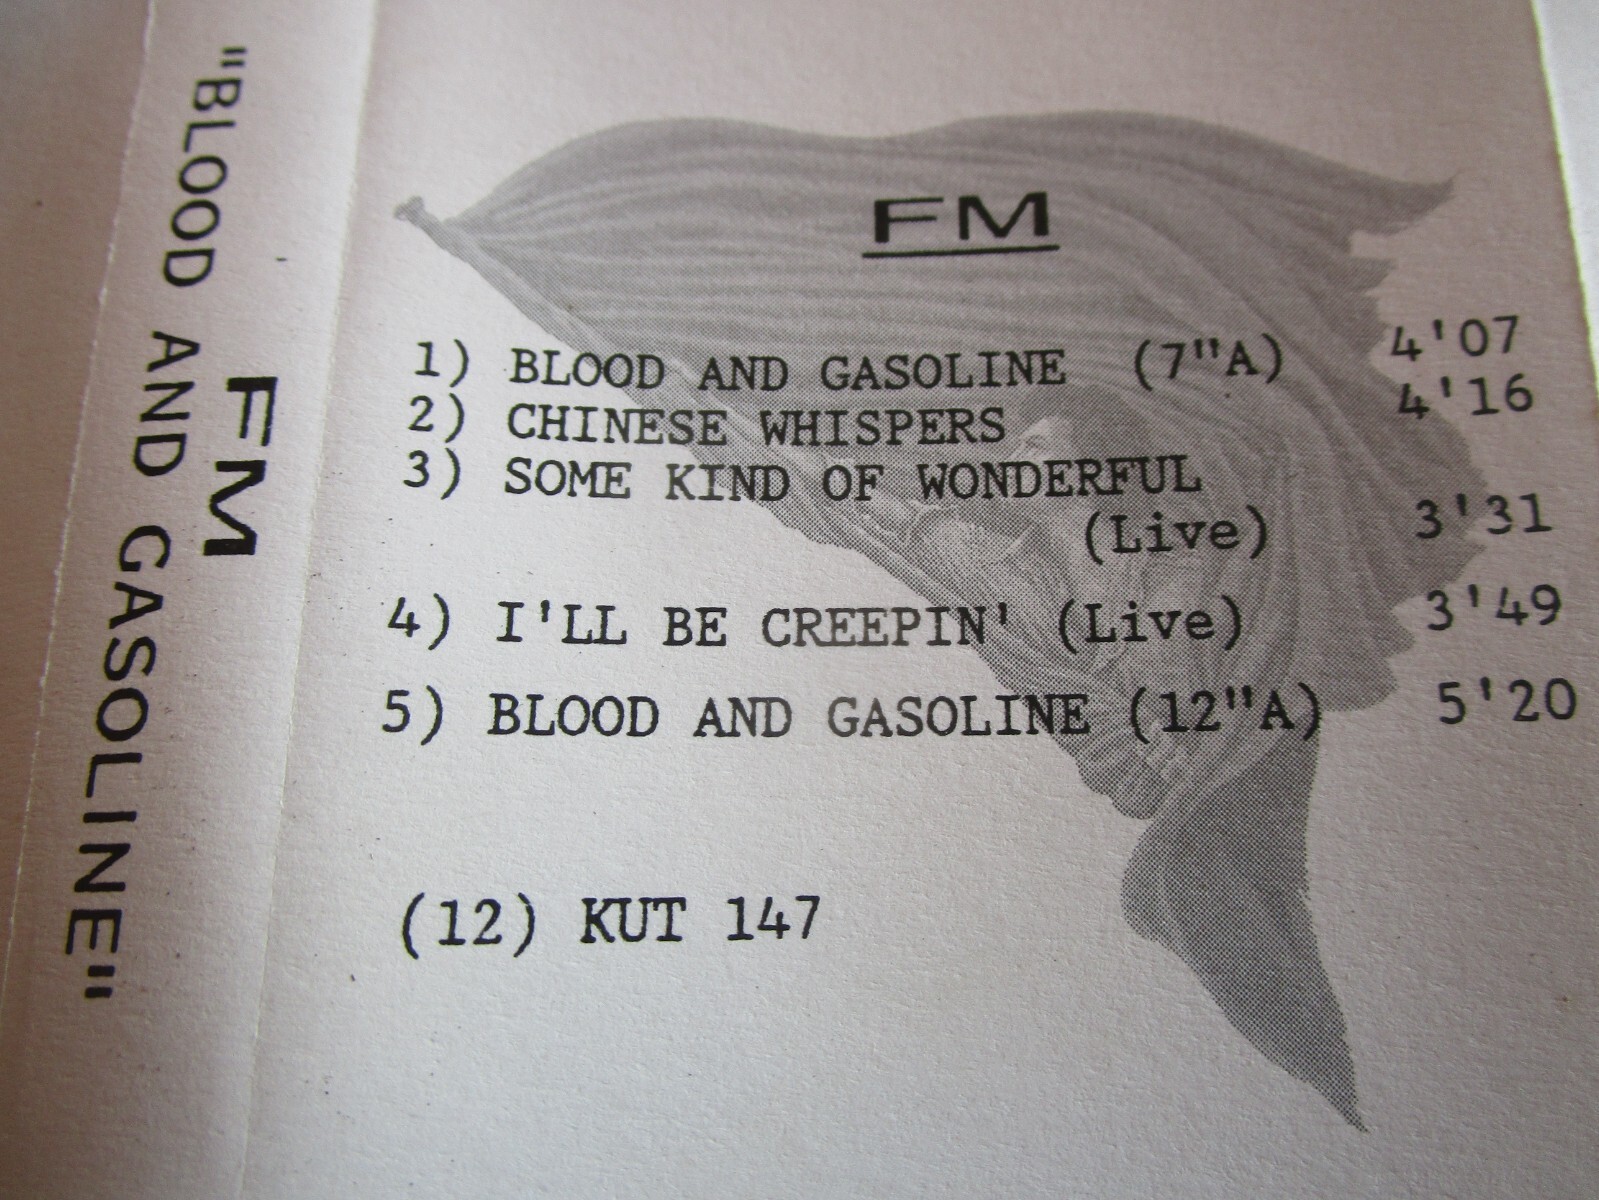 "BLOOD AND GASOLINE"
FM
FM
1) BLOOD AND GASOLINE (7"A) 4'07
2) CHINESE WHISPERS 4'16
3) SOME KIND OF WONDERFUL
(Live) 3'31
4) I'LL BE CREEPIN' (Live) 3'49
5) BLOOD AND GASOLINE (12"A) 5'20
(12) KUT 147